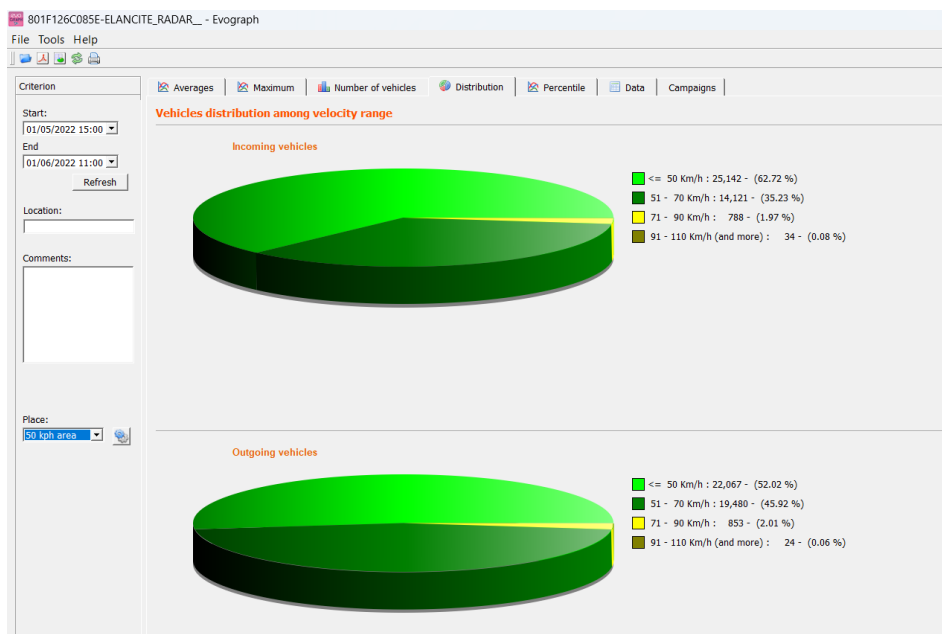 801F126C085E-ELANCITE_RADAR__ - Evograph
File Tools Help
Criterion
Averages Maximum Number of vehicles Distribution Percentile Data Campaigns
Start:
01/05/2022 15:00
End
01/06/2022 11:00
Refresh
Location:
Comments:
Place:
50 kph area
Vehicles distribution among velocity range
Incoming vehicles
<= 50 Km/h : 25,142 - (62.72 %)
51 - 70 Km/h : 14,121 - (35.23 %)
71 - 90 Km/h : 788 - (1.97 %)
91 - 110 Km/h (and more) : 34 - (0.08 %)
Outgoing vehicles
<= 50 Km/h : 22,067 - (52.02 %)
51 - 70 Km/h : 19,480 - (45.92 %)
71 - 90 Km/h : 853 - (2.01 %)
91 - 110 Km/h (and more) : 24 - (0.06 %)